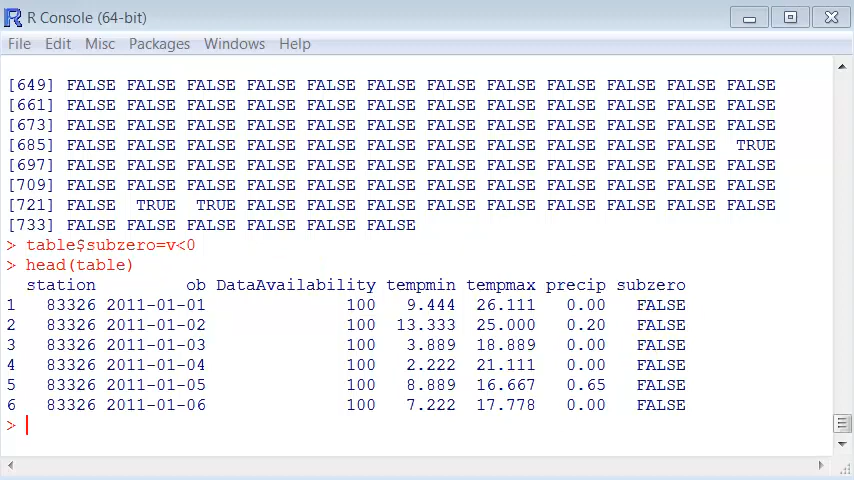 R Console (64-bit)
File Edit Misc Packages Windows Help
[649] FALSE FALSE FALSE FALSE FALSE FALSE FALSE FALSE FALSE FALSE FALSE FALSE
[661] FALSE FALSE FALSE FALSE FALSE FALSE FALSE FALSE FALSE FALSE FALSE FALSE
[673] FALSE FALSE FALSE FALSE FALSE FALSE FALSE FALSE FALSE FALSE FALSE FALSE
[685] FALSE FALSE FALSE FALSE FALSE FALSE FALSE FALSE FALSE FALSE FALSE TRUE
[697] FALSE FALSE FALSE FALSE FALSE FALSE FALSE FALSE FALSE FALSE FALSE FALSE
[709] FALSE FALSE FALSE FALSE FALSE FALSE FALSE FALSE FALSE FALSE FALSE FALSE
[721] FALSE TRUE TRUE FALSE FALSE FALSE FALSE FALSE FALSE FALSE FALSE FALSE
[733] FALSE FALSE FALSE FALSE FALSE FALSE
> table$subzero=v<0
> head(table)
station ob DataAvailability tempmin tempmax precip subzero
1 83326 2011-01-01 100 9.444 26.111 0.00 FALSE
2 83326 2011-01-02 100 13.333 25.000 0.20 FALSE
3 83326 2011-01-03 100 3.889 18.889 0.00 FALSE
4 83326 2011-01-04 100 2.222 21.111 0.00 FALSE
5 83326 2011-01-05 100 8.889 16.667 0.65 FALSE
6 83326 2011-01-06 100 7.222 17.778 0.00 FALSE
>